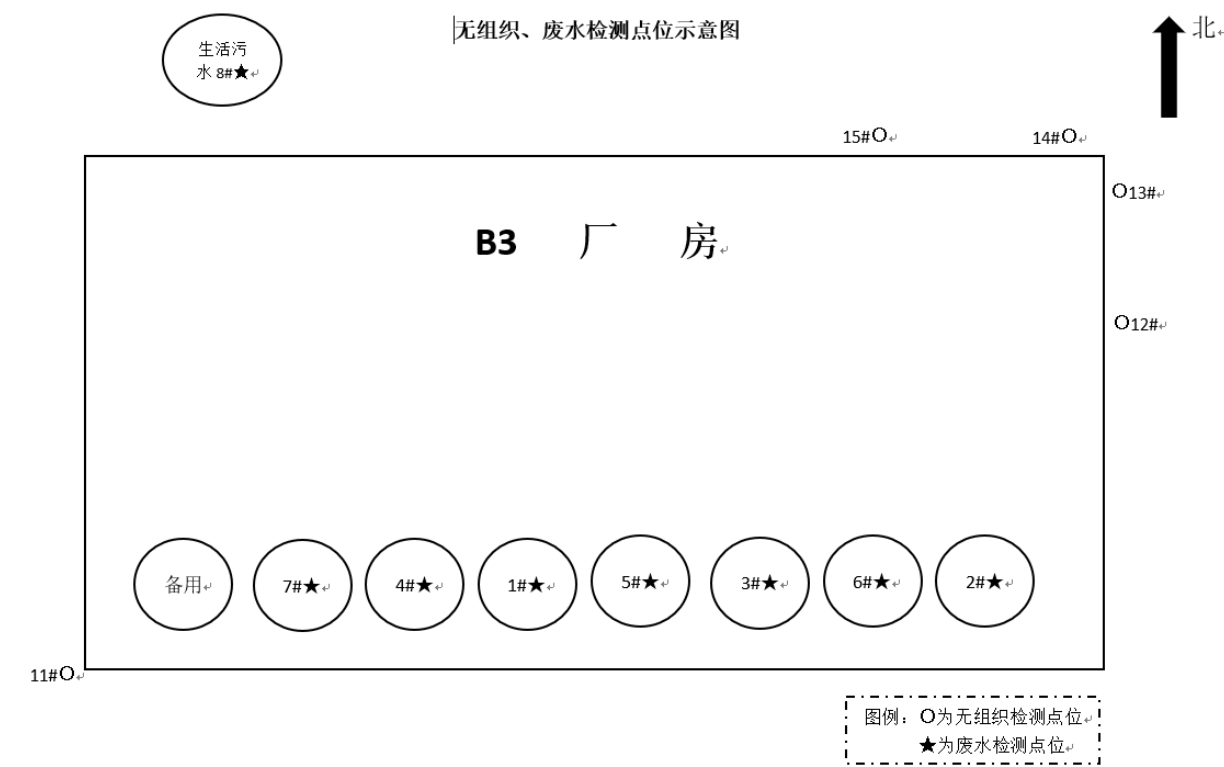 无组织、废水检测点位示意图
北
生活污
水 8#★
15#O
14#O
O13#
B3 厂 房
O12#
备用
7#★
4#★
1#★
5#★
3#★
6#★
2#★
11#O
图例：O为无组织检测点位
★为废水检测点位